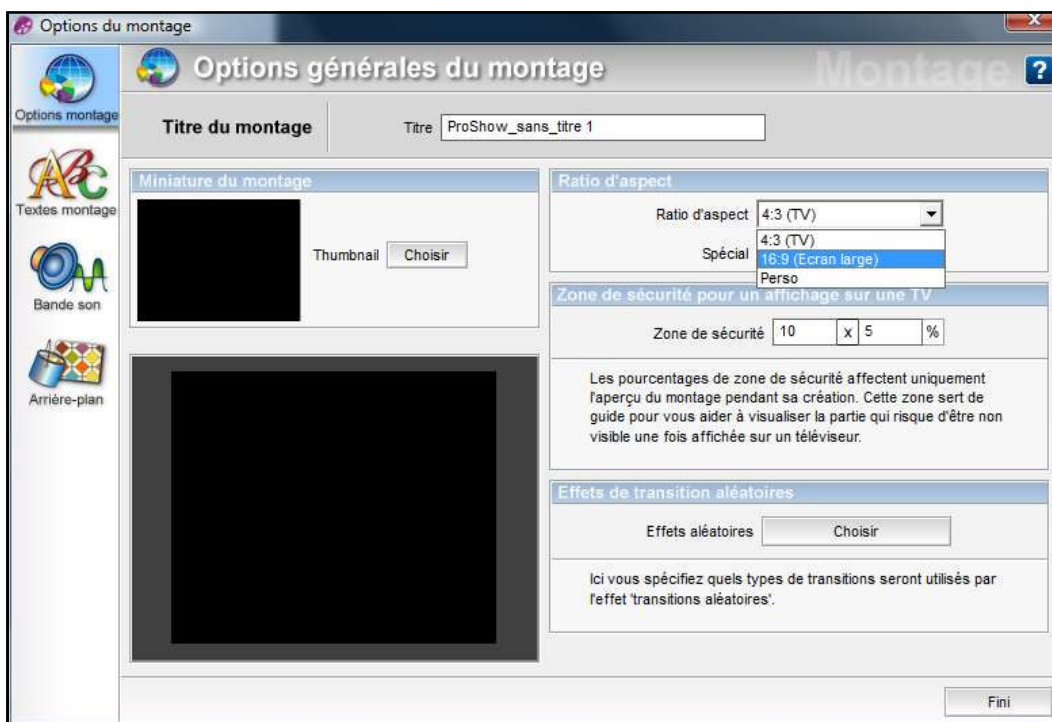 Options du montage
X
Options générales du montage
Montage
?
Options montage
Titre du montage
Titre
ProShow_sans_titre 1
Textes montage
Bande son
Arrière-plan
Miniature du montage
Thumbnail
Choisir
Ratio d'aspect
Ratio d'aspect
4:3 (TV)
4:3 (TV)
Spécial
16:9 (Ecran large)
Perso
Zone de sécurité pour un affichage sur une TV
Zone de sécurité
10
x
5
%
Les pourcentages de zone de sécurité affectent uniquement
l'aperçu du montage pendant sa création. Cette zone sert de
guide pour vous aider à visualiser la partie qui risque d'être non
visible une fois affichée sur un téléviseur.
Effets de transition aléatoires
Effets aléatoires
Choisir
Ici vous spécifiez quels types de transitions seront utilisés par
l'effet 'transitions aléatoires'.
Fini